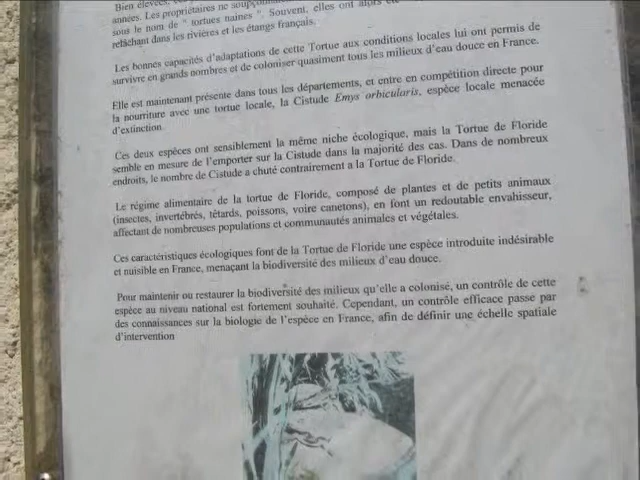 Bien élevées,
années. Les propriétaires ne
sous le nom de " tortues naines ". Souvent, elles ont alors
relâchant dans les rivières et les étangs français.
Les bonnes capacités d'adaptations de cette Tortue aux conditions locales lui ont permis de
survivre en grands nombres et de coloniser quasiment tous les milieux d'eau douce en France.
Elle est maintenant présente dans tous les départements, et entre en compétition directe pour
la nourriture avec une tortue locale, la Cistude Emys orbicularis, espèce locale menacée
d'extinction.
Ces deux espèces ont sensiblement la même niche écologique, mais la Tortue de Floride
semble en mesure de l'emporter sur la Cistude dans la majorité des cas. Dans de nombreux
endroits, le nombre de Cistude a chuté contrairement a la Tortue de Floride.
Le régime alimentaire de la tortue de Floride, composé de plantes et de petits animaux
(insectes, invertébrés, têtards, poissons, voire canetons), en font un redoutable envahisseur,
affectant de nombreuses populations et communautés animales et végétales.
Ces caractéristiques écologiques font de la Tortue de Floride une espèce introduite indésirable
et nuisible en France, menaçant la biodiversité des milieux d'eau douce.
Pour maintenir ou restaurer la biodiversité des milieux qu'elle a colonisé, un contrôle de cette
espèce au niveau national est fortement souhaité. Cependant, un contrôle efficace passe par
des connaissances sur la biologie de l'espèce en France, afin de définir une échelle spatiale
d'intervention